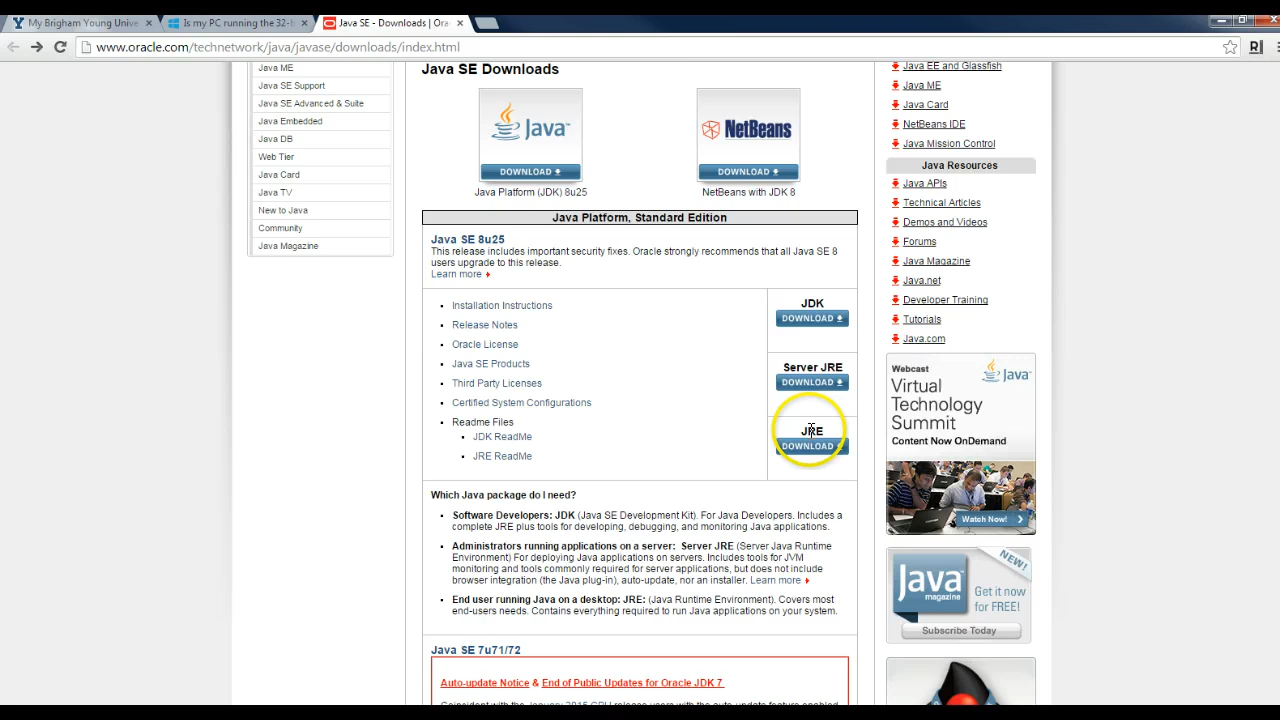 My Brigham Young Unive
Is my PC running the 32-b
Java SE - Downloads | Ora
www.oracle.com/technetwork/java/javase/downloads/index.html
R
Java ME
Java SE Support
Java SE Advanced & Suite
Java Embedded
Java DB
Web Tier
Java Card
Java TV
New to Java
Community
Java Magazine
Java SE Downloads
Java
DOWNLOAD
Java Platform (JDK) 8u25
NetBeans
DOWNLOAD
NetBeans with JDK 8
Java Platform, Standard Edition
Java SE 8u25
This release includes important security fixes. Oracle strongly recommends that all Java SE 8
users upgrade to this release.
Learn more
Installation Instructions
Release Notes
Oracle License
Java SE Products
Third Party Licenses
Certified System Configurations
Readme Files
JDK ReadMe
JRE ReadMe
JDK
DOWNLOAD
Server JRE
DOWNLOAD
JRE
DOWNLOAD
Which Java package do I need?
Software Developers: JDK (Java SE Development Kit). For Java Developers. Includes a
complete JRE plus tools for developing, debugging, and monitoring Java applications.
Administrators running applications on a server: Server JRE (Server Java Runtime
Environment) For deploying Java applications on servers. Includes tools for JVM
monitoring and tools commonly required for server applications, but does not include
browser integration (the Java plug-in), auto-update, nor an installer. Learn more
End user running Java on a desktop: JRE: (Java Runtime Environment). Covers most
end-users needs. Contains everything required to run Java applications on your system.
Java SE 7u71/72
Auto-update Notice & End of Public Updates for Oracle JDK 7
Java EE and Glassfish
Java ME
Java Card
NetBeans IDE
Java Mission Control
Java Resources
Java APIs
Technical Articles
Demos and Videos
Forums
Java Magazine
Java.net
Developer Training
Tutorials
Java.com
Webcast
Java
Virtual
Technology
Summit
Content Now OnDemand
Watch Now!
NEW!
Java
magazine
Get it now
for FREE!
Subscribe Today